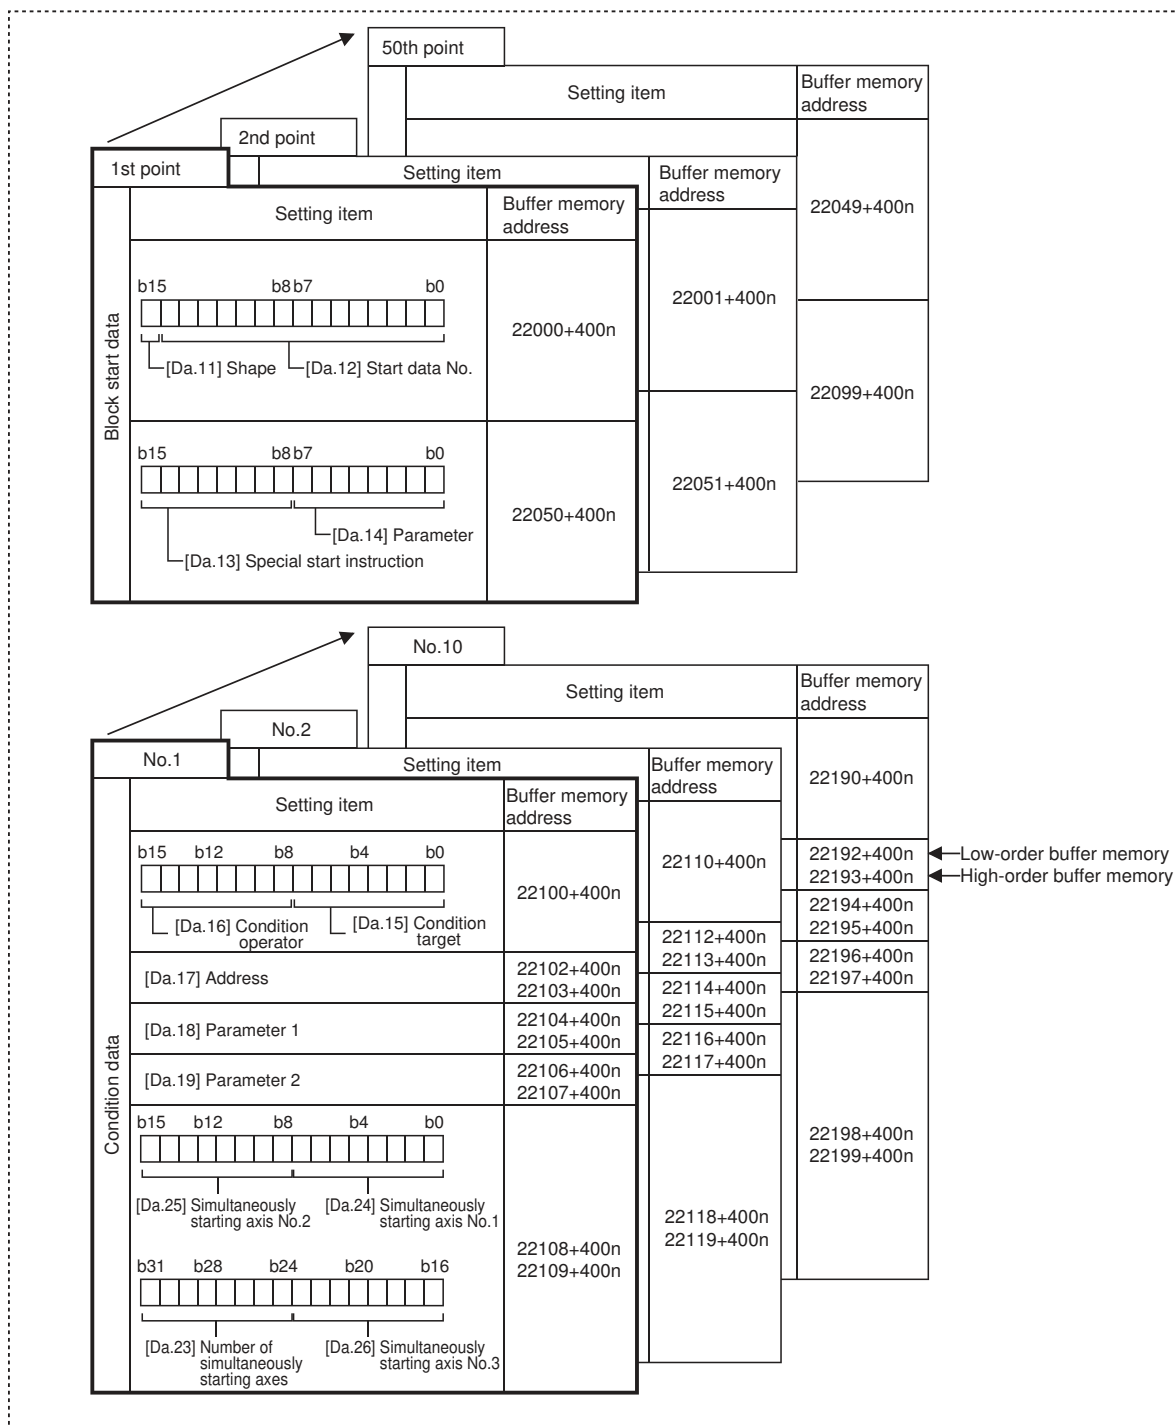 50th point
Setting item
Buffer memory
address
22049+400n
22099+400n
2nd point
Setting item
Buffer memory
address
22001+400n
22051+400n
1st point
Block start data
Setting item
Buffer memory
address
b15 b8 b7 b0
[Da.11] Shape [Da.12] Start data No.
22000+400n
b15 b8 b7 b0
[Da.14] Parameter
[Da.13] Special start instruction
22050+400n
No.10
Setting item
Buffer memory
address
22190+400n
22192+400n Low-order buffer memory
22193+400n High-order buffer memory
22194+400n
22195+400n
22196+400n
22197+400n
22198+400n
22199+400n
No.2
Setting item
Buffer memory
address
22110+400n
22112+400n
22113+400n
22114+400n
22115+400n
22116+400n
22117+400n
22118+400n
22119+400n
No.1
Condition data
Setting item
Buffer memory
address
b15 b12 b8 b4 b0
[Da.16] Condition
operator
[Da.15] Condition
target
22100+400n
[Da.17] Address
22102+400n
22103+400n
[Da.18] Parameter 1
22104+400n
22105+400n
[Da.19] Parameter 2
22106+400n
22107+400n
b15 b12 b8 b4 b0
[Da.25] Simultaneously
starting axis No.2
[Da.24] Simultaneously
starting axis No.1
b31 b28 b24 b20 b16
[Da.23] Number of
simultaneously
starting axes
[Da.26] Simultaneously
starting axis No.3
22108+400n
22109+400n